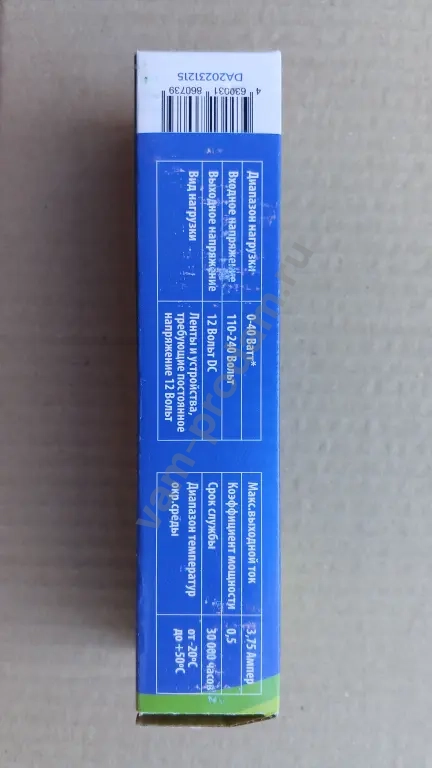 DA20231215
4 630031 860739
Диапазон нагрузки 0-40 Ватт*
Входное напряжение 110-240 Вольт
Выходное напряжение 12 Вольт DC
Вид нагрузки Ленты и устройства,
требующие постоянное
напряжение 12 Вольт
Макс.выходной ток 3,75 Ампер
Коэффициент мощности 0,5
Срок службы 30 000 часов
Диапазон температур от -20°C
окр.среды до +50°C
vam-procom.ru